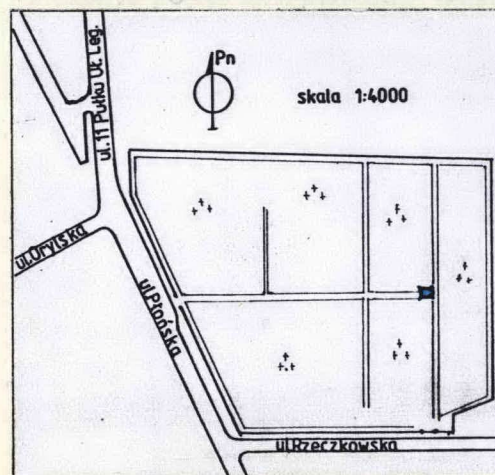 ul. 11 Pułku Uł. Leg.
Pn
skala 1:4000
ul.Orylska
ul.Płońska
ul.Rzeczkowska